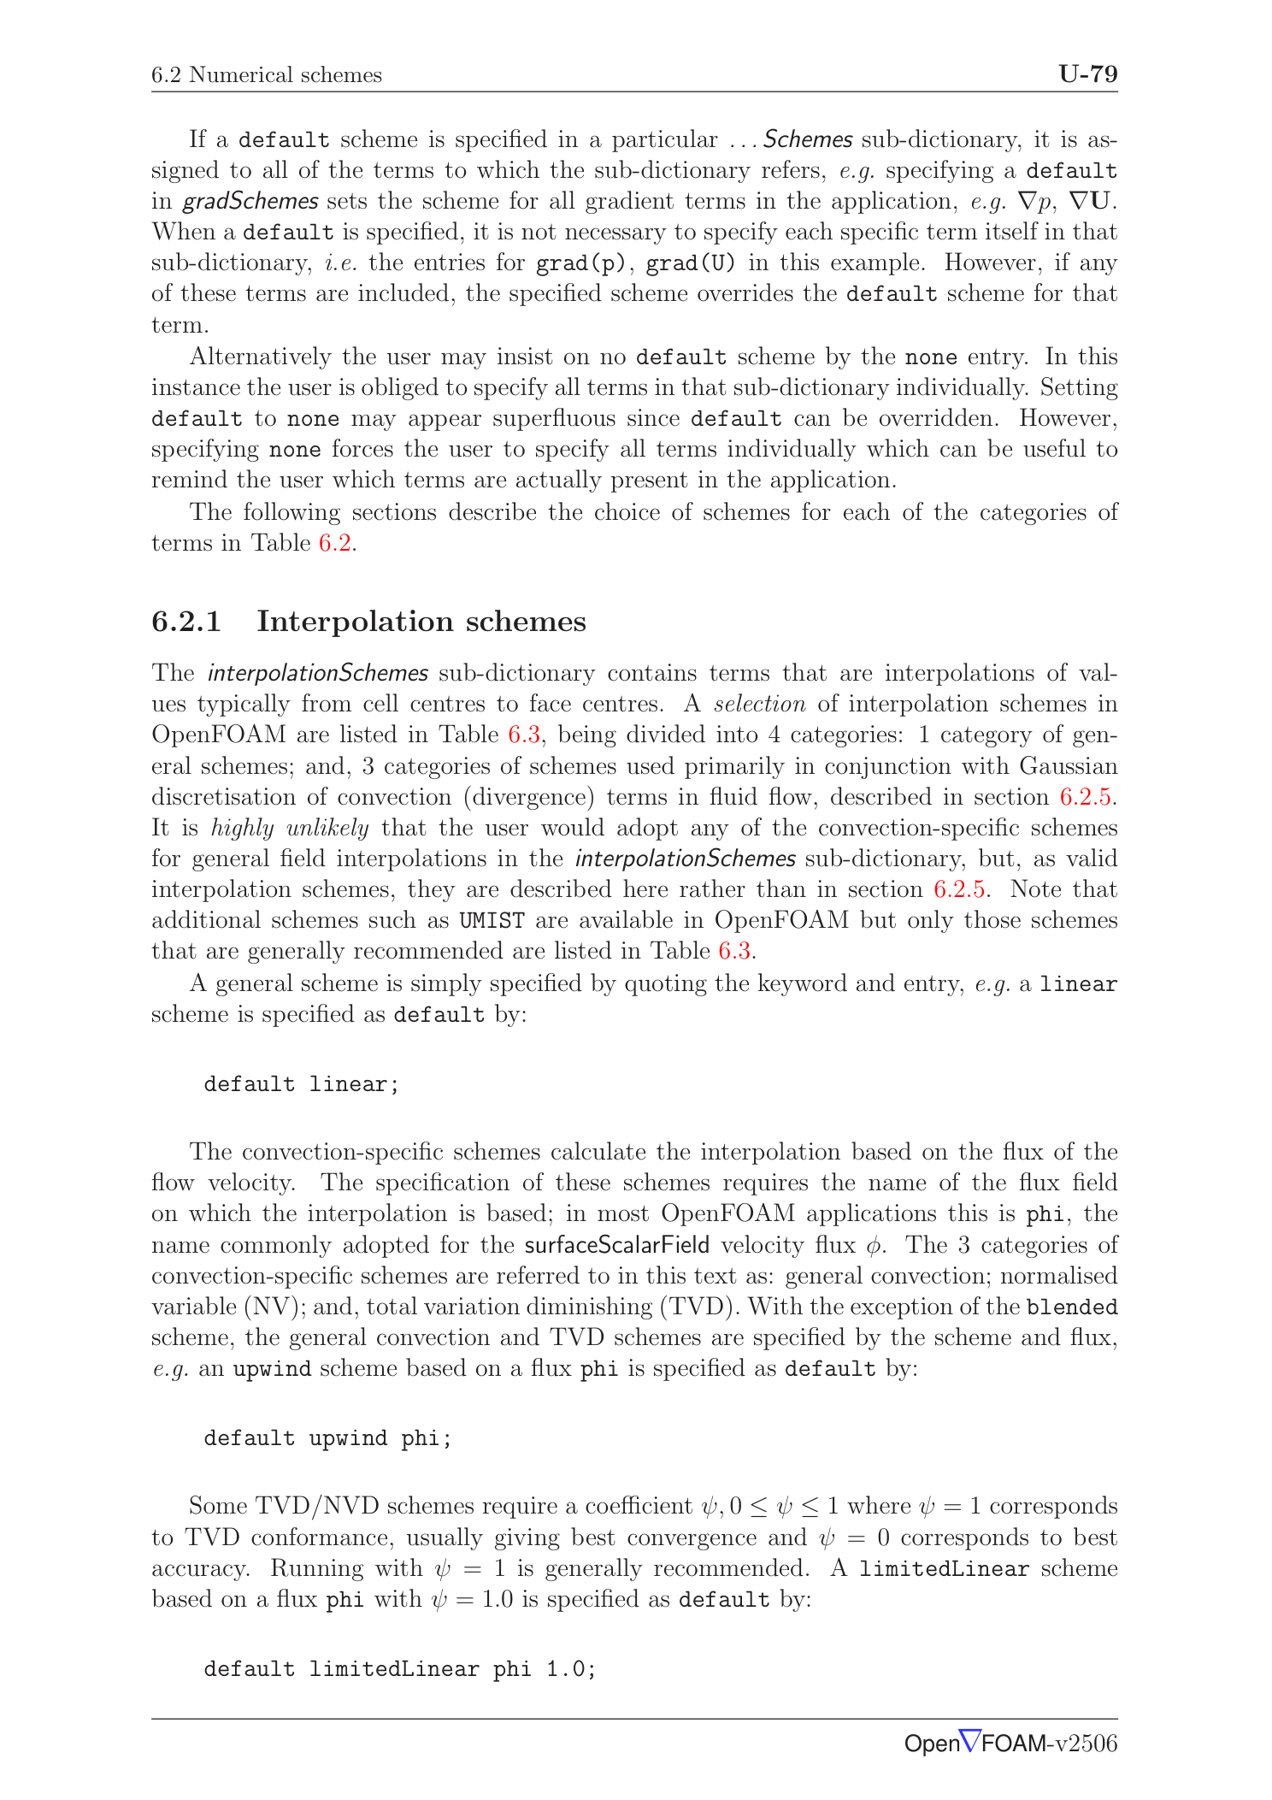 6.2 Numerical schemes U-79
If a default scheme is specified in a particular . . . Schemes sub-dictionary, it is as-
signed to all of the terms to which the sub-dictionary refers, e.g. specifying a default
in gradSchemes sets the scheme for all gradient terms in the application, e.g. ∇p, ∇U.
When a default is specified, it is not necessary to specify each specific term itself in that
sub-dictionary, i.e. the entries for grad(p), grad(U) in this example. However, if any
of these terms are included, the specified scheme overrides the default scheme for that
term.
Alternatively the user may insist on no default scheme by the none entry. In this
instance the user is obliged to specify all terms in that sub-dictionary individually. Setting
default to none may appear superfluous since default can be overridden. However,
specifying none forces the user to specify all terms individually which can be useful to
remind the user which terms are actually present in the application.
The following sections describe the choice of schemes for each of the categories of
terms in Table 6.2.
6.2.1 Interpolation schemes
The interpolationSchemes sub-dictionary contains terms that are interpolations of val-
ues typically from cell centres to face centres. A selection of interpolation schemes in
OpenFOAM are listed in Table 6.3, being divided into 4 categories: 1 category of gen-
eral schemes; and, 3 categories of schemes used primarily in conjunction with Gaussian
discretisation of convection (divergence) terms in fluid flow, described in section 6.2.5.
It is highly unlikely that the user would adopt any of the convection-specific schemes
for general field interpolations in the interpolationSchemes sub-dictionary, but, as valid
interpolation schemes, they are described here rather than in section 6.2.5. Note that
additional schemes such as UMIST are available in OpenFOAM but only those schemes
that are generally recommended are listed in Table 6.3.
A general scheme is simply specified by quoting the keyword and entry, e.g. a linear
scheme is specified as default by:
default linear;
The convection-specific schemes calculate the interpolation based on the flux of the
flow velocity. The specification of these schemes requires the name of the flux field
on which the interpolation is based; in most OpenFOAM applications this is phi, the
name commonly adopted for the surfaceScalarField velocity flux ϕ. The 3 categories of
convection-specific schemes are referred to in this text as: general convection; normalised
variable (NV); and, total variation diminishing (TVD). With the exception of the blended
scheme, the general convection and TVD schemes are specified by the scheme and flux,
e.g. an upwind scheme based on a flux phi is specified as default by:
default upwind phi;
Some TVD/NVD schemes require a coefficient ψ, 0 ≤ ψ ≤ 1 where ψ = 1 corresponds
to TVD conformance, usually giving best convergence and ψ = 0 corresponds to best
accuracy. Running with ψ = 1 is generally recommended. A limitedLinear scheme
based on a flux phi with ψ = 1.0 is specified as default by:
default limitedLinear phi 1.0;
Open∇FOAM-v2506